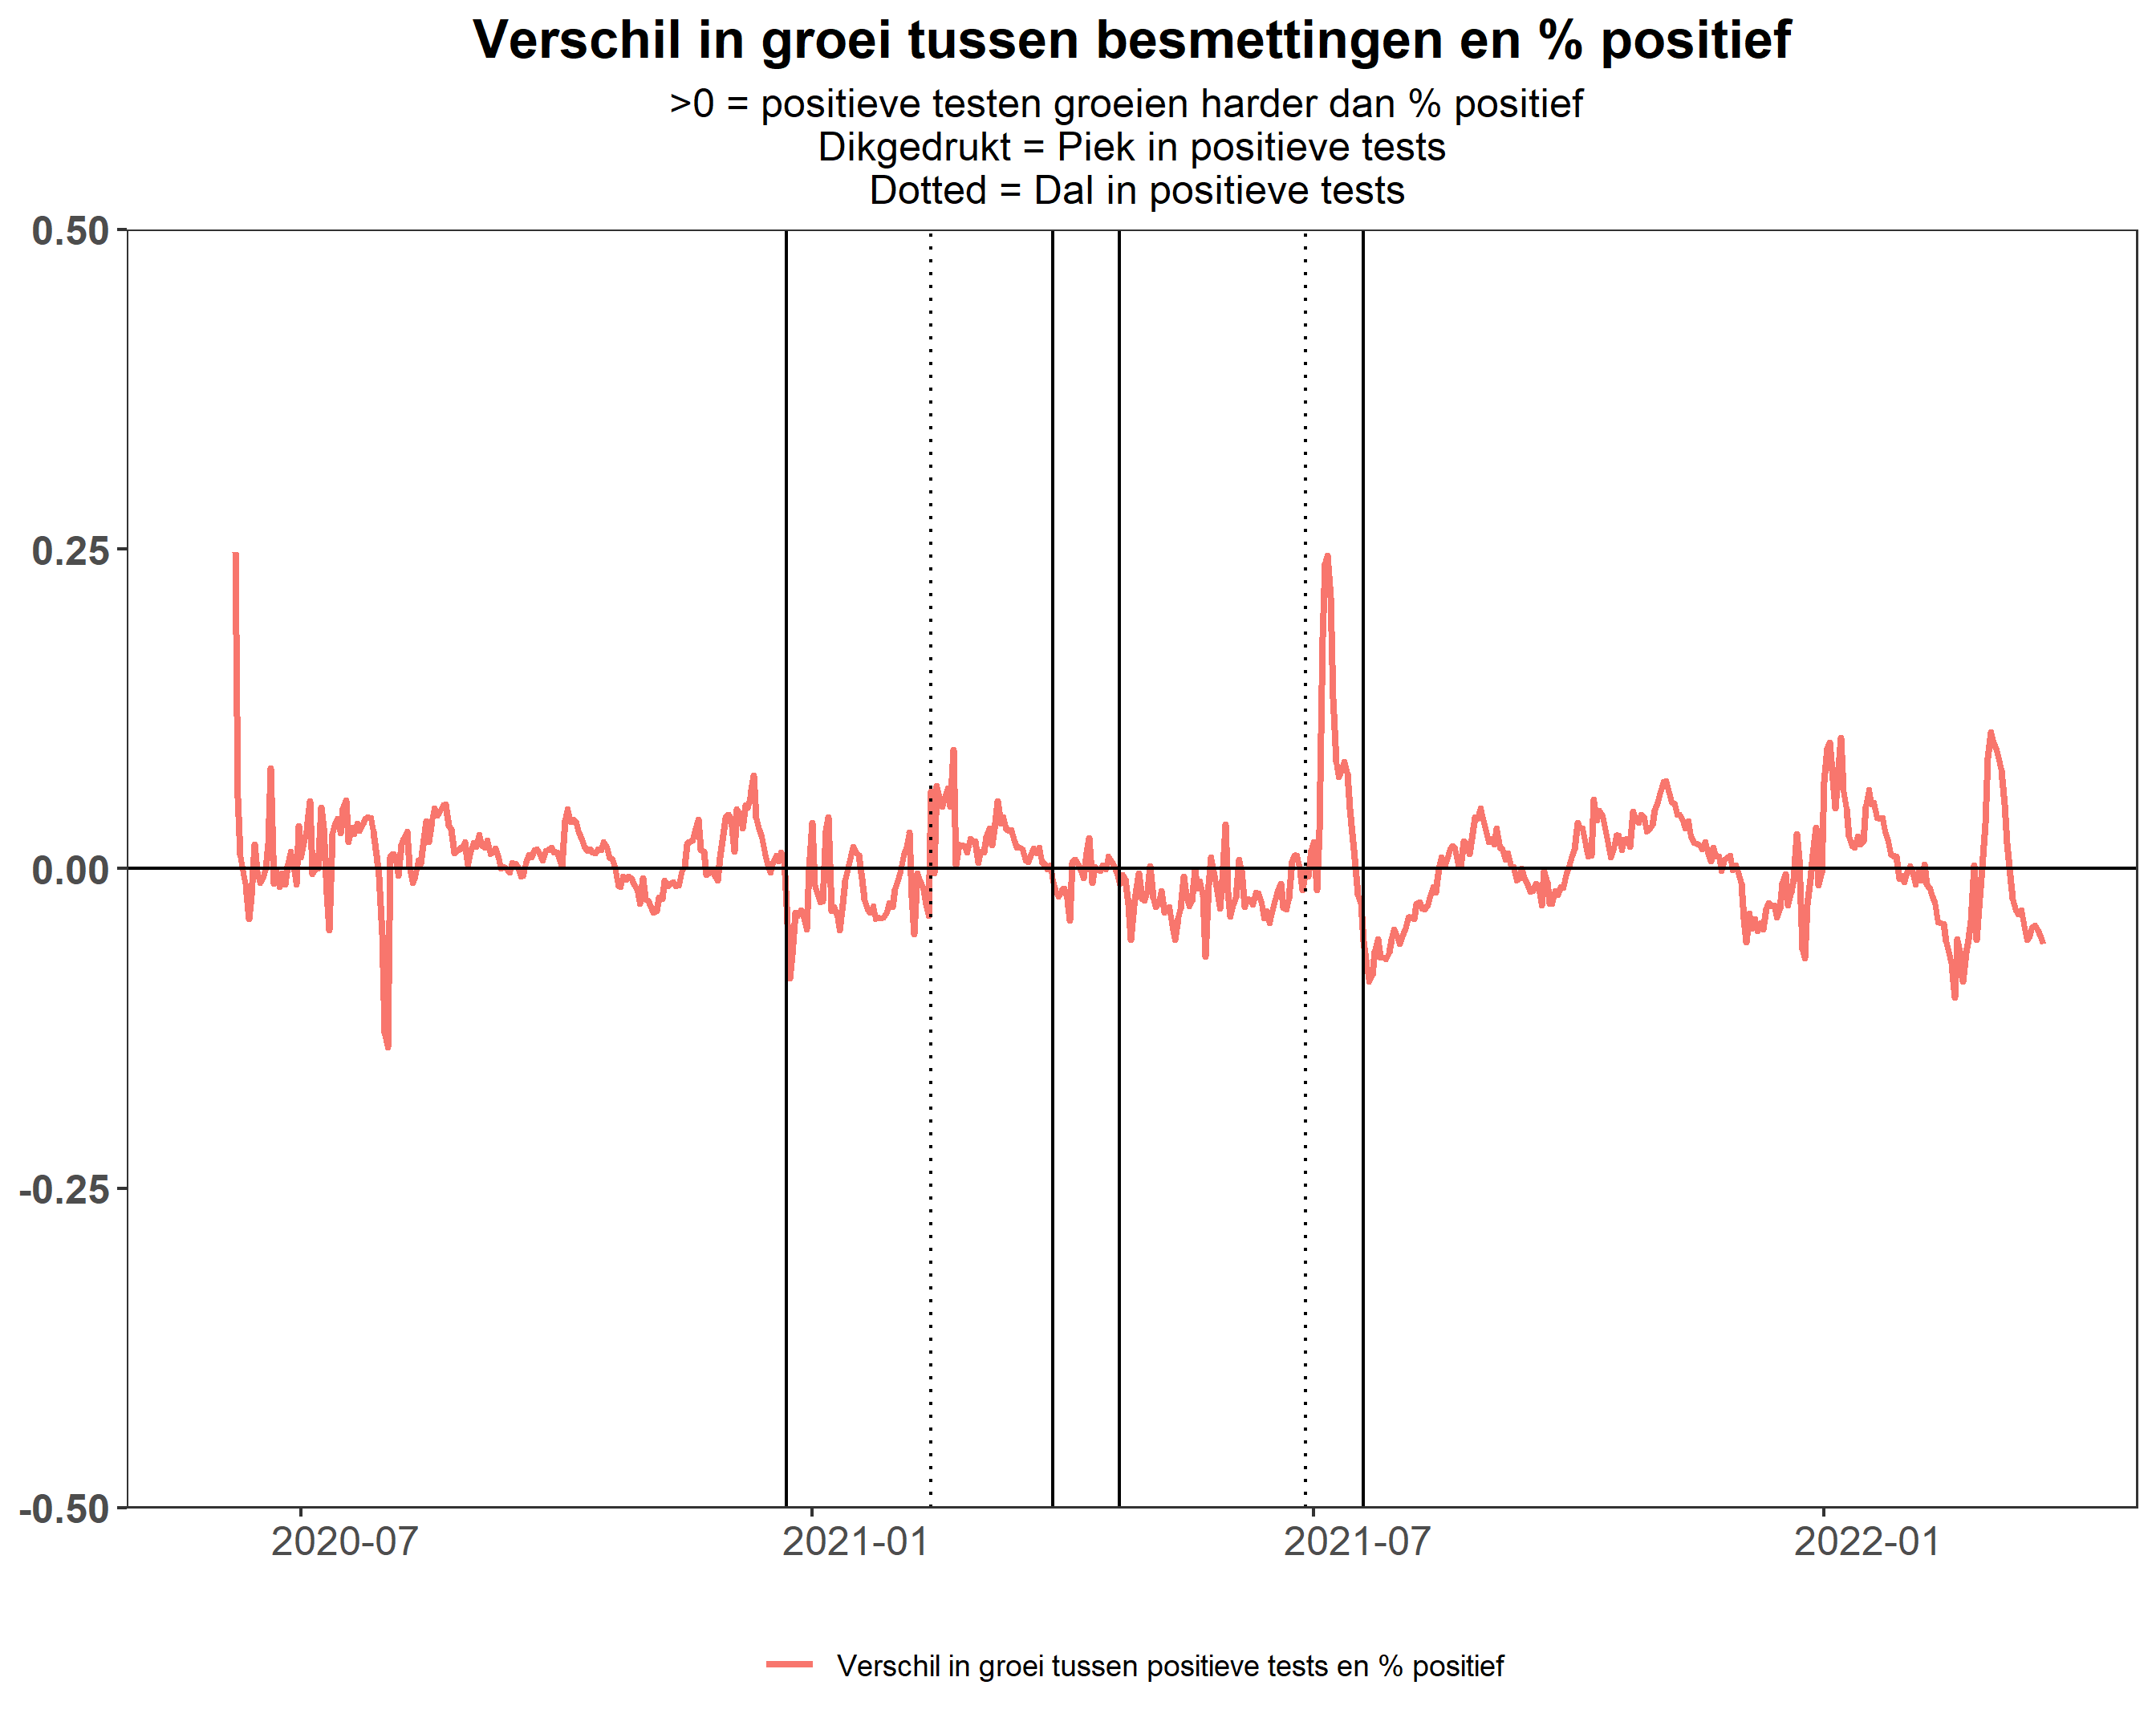 Verschil in groei tussen besmettingen en % positief
>0 = positieve testen groeien harder dan % positief
Dikgedrukt = Piek in positieve tests
Dotted = Dal in positieve tests
0.50
0.25
0.00
-0.25
-0.50
2020-07
2021-01
2021-07
2022-01
Verschil in groei tussen positieve tests en % positief